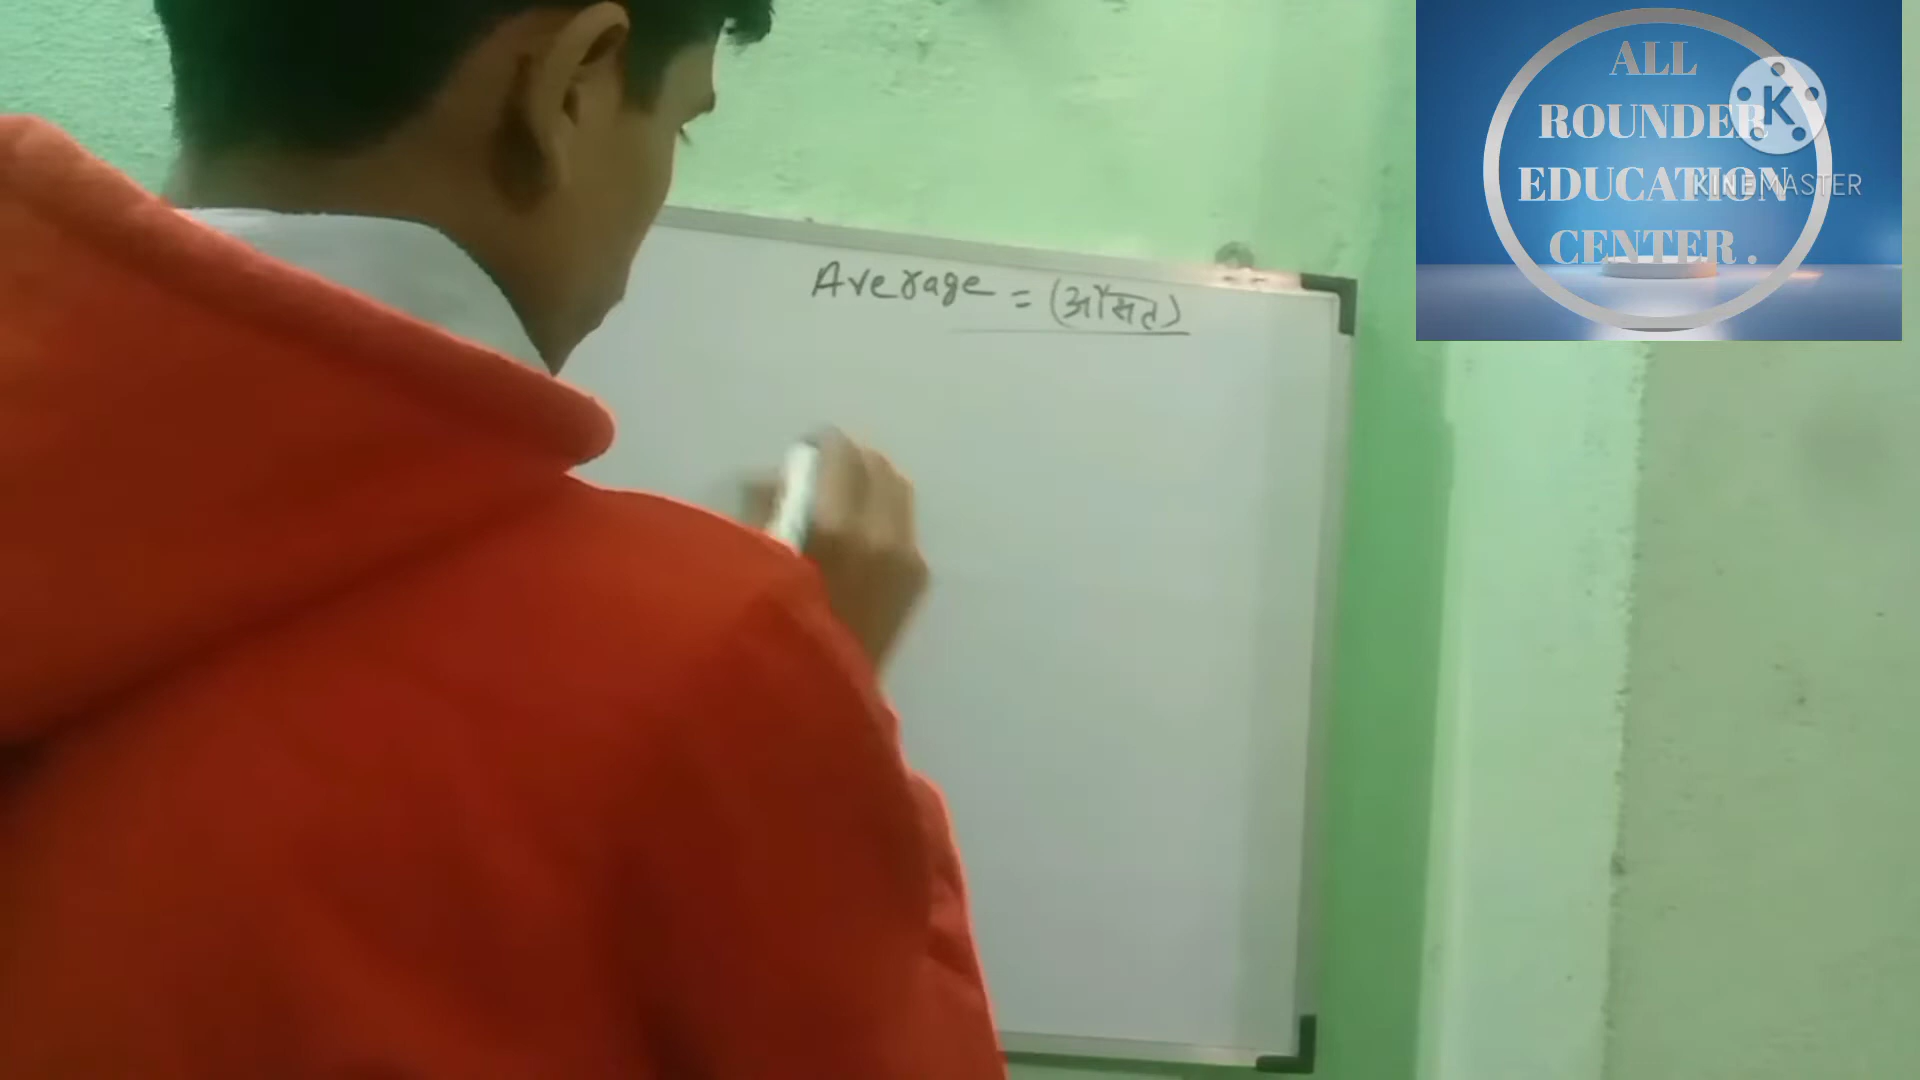 Average = (औसत)
ALL
ROUNDER
EDUCATION
CENTER .
KINEMASTER